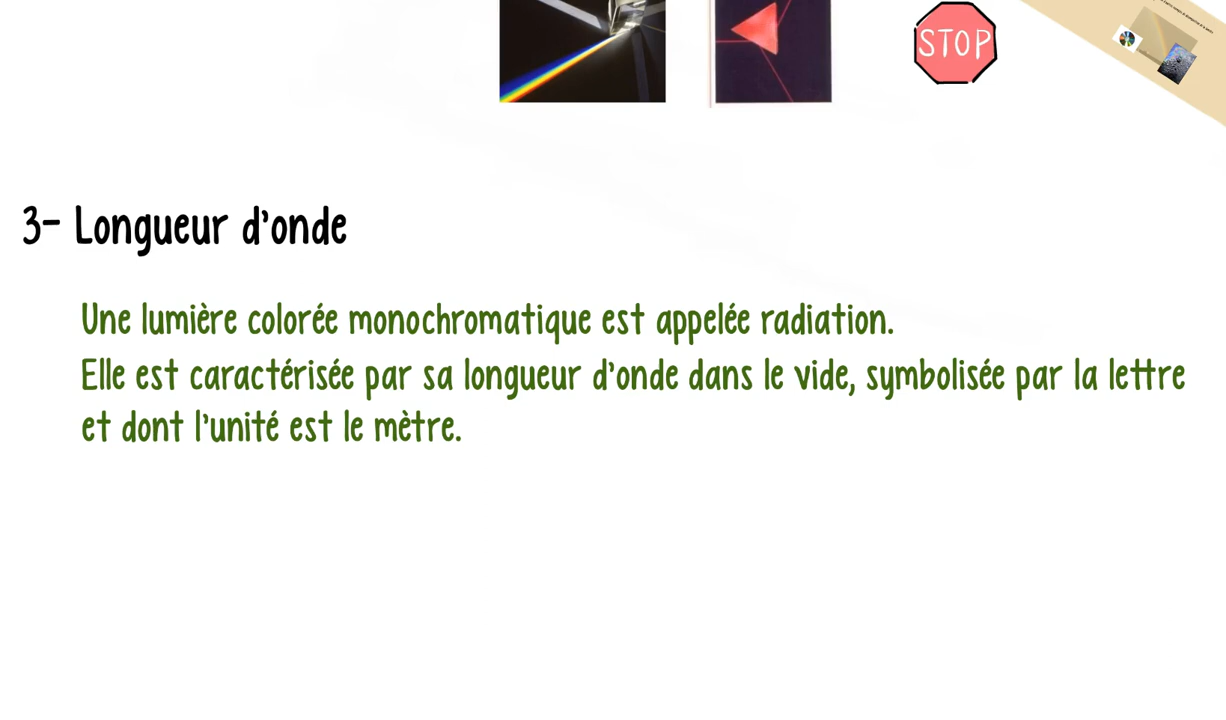 STOP
3- Longueur d'onde
Une lumière colorée monochromatique est appelée radiation.
Elle est caractérisée par sa longueur d'onde dans le vide, symbolisée par la lettre
et dont l'unité est le mètre.